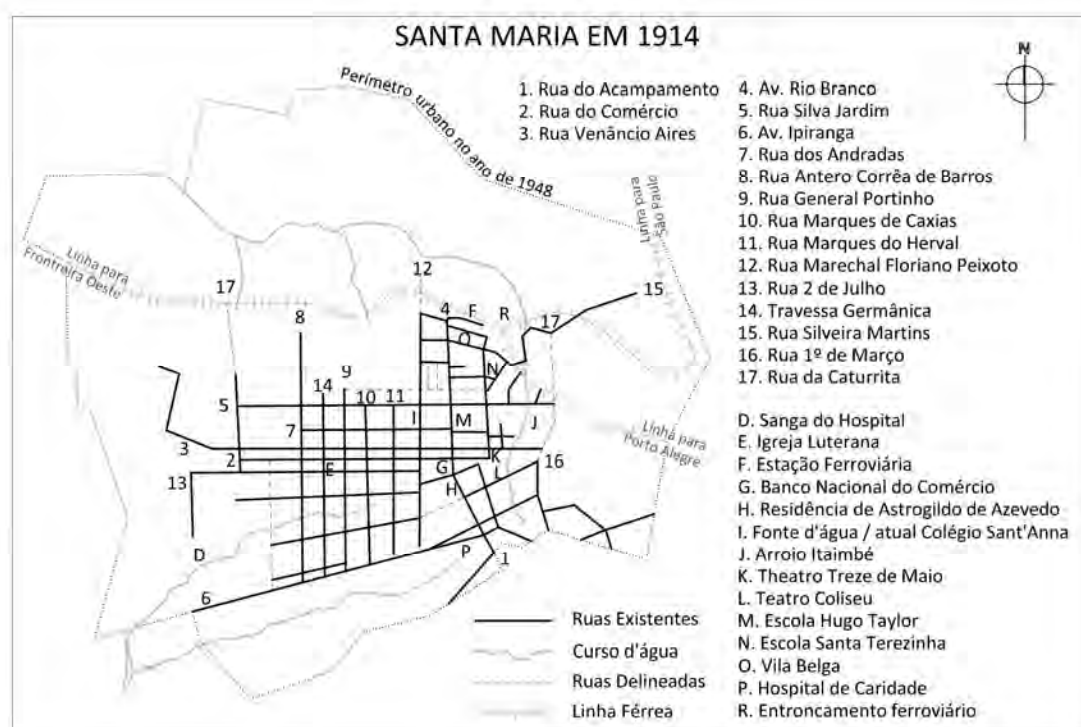 SANTA MARIA EM 1914
N
Perímetro urbano no ano de 1948
1. Rua do Acampamento
2. Rua do Comércio
3. Rua Venâncio Aires
4. Av. Rio Branco
5. Rua Silva Jardim
6. Av. Ipiranga
7. Rua dos Andradas
8. Rua Antero Corrêa de Barros
9. Rua General Portinho
10. Rua Marques de Caxias
11. Rua Marques do Herval
12. Rua Marechal Floriano Peixoto
13. Rua 2 de Julho
14. Travessa Germânica
15. Rua Silveira Martins
16. Rua 1º de Março
17. Rua da Caturrita
D. Sanga do Hospital
E. Igreja Luterana
F. Estação Ferroviária
G. Banco Nacional do Comércio
H. Residência de Astrogildo de Azevedo
I. Fonte d'água / atual Colégio Sant'Anna
J. Arroio Itaimbé
K. Theatro Treze de Maio
L. Teatro Coliseu
M. Escola Hugo Taylor
N. Escola Santa Terezinha
O. Vila Belga
P. Hospital de Caridade
R. Entroncamento ferroviário
Linha para
São Paulo
Linha para
Frontreira Oeste
Linha para
Porto Alegre
17
12
15
8
4
F
R
17
O
9
N
14
10
11
5
7
I
M
J
3
2
E
G
K
16
13
H
L
D
P
1
6
Ruas Existentes
Curso d'água
Ruas Delineadas
Linha Férrea